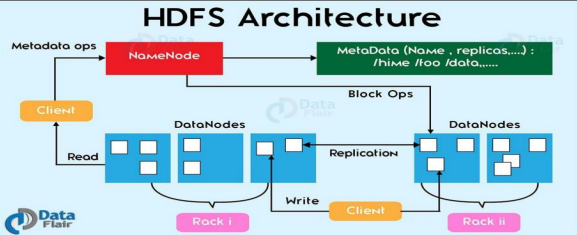 HDFS Architecture
Metadata ops
NameNode
MetaData (Name , replicas,....) :
/hime /foo /data,,....
Block Ops
Client
Data
Flair
DataNodes
DataNodes
Read
Replication
Write
Client
Rack i
Rack ii
Data
Flair